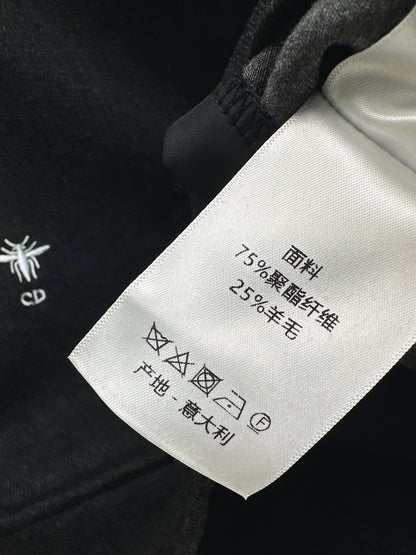 面料
75%聚酯纤维
25%羊毛
F
产地-意大利
CD